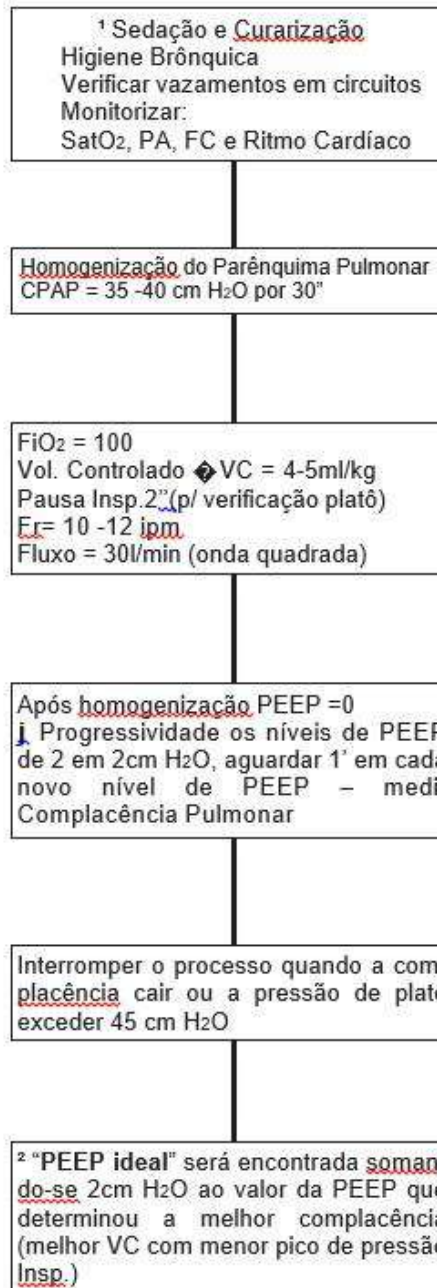 ¹ Sedação e Curarização
Higiene Brônquica
Verificar vazamentos em circuitos
Monitorizar:
SatO2, PA, FC e Ritmo Cardíaco
Homogenização do Parênquima Pulmonar
CPAP = 35 -40 cm H2O por 30”
FiO2 = 100
Vol. Controlado � VC = 4-5ml/kg
Pausa Insp.2”(p/ verificação platô)
Fr= 10 -12 ipm
Fluxo = 30l/min (onda quadrada)
Após homogenização PEEP =0
j Progressividade os níveis de PEEP
de 2 em 2cm H2O, aguardar 1’ em cada
novo nível de PEEP – medi
Complacência Pulmonar
Interromper o processo quando a com
placência cair ou a pressão de plat
exceder 45 cm H2O
² “PEEP ideal” será encontrada soman
do-se 2cm H2O ao valor da PEEP que
determinou a melhor complacência
(melhor VC com menor pico de pressão
Insp.)